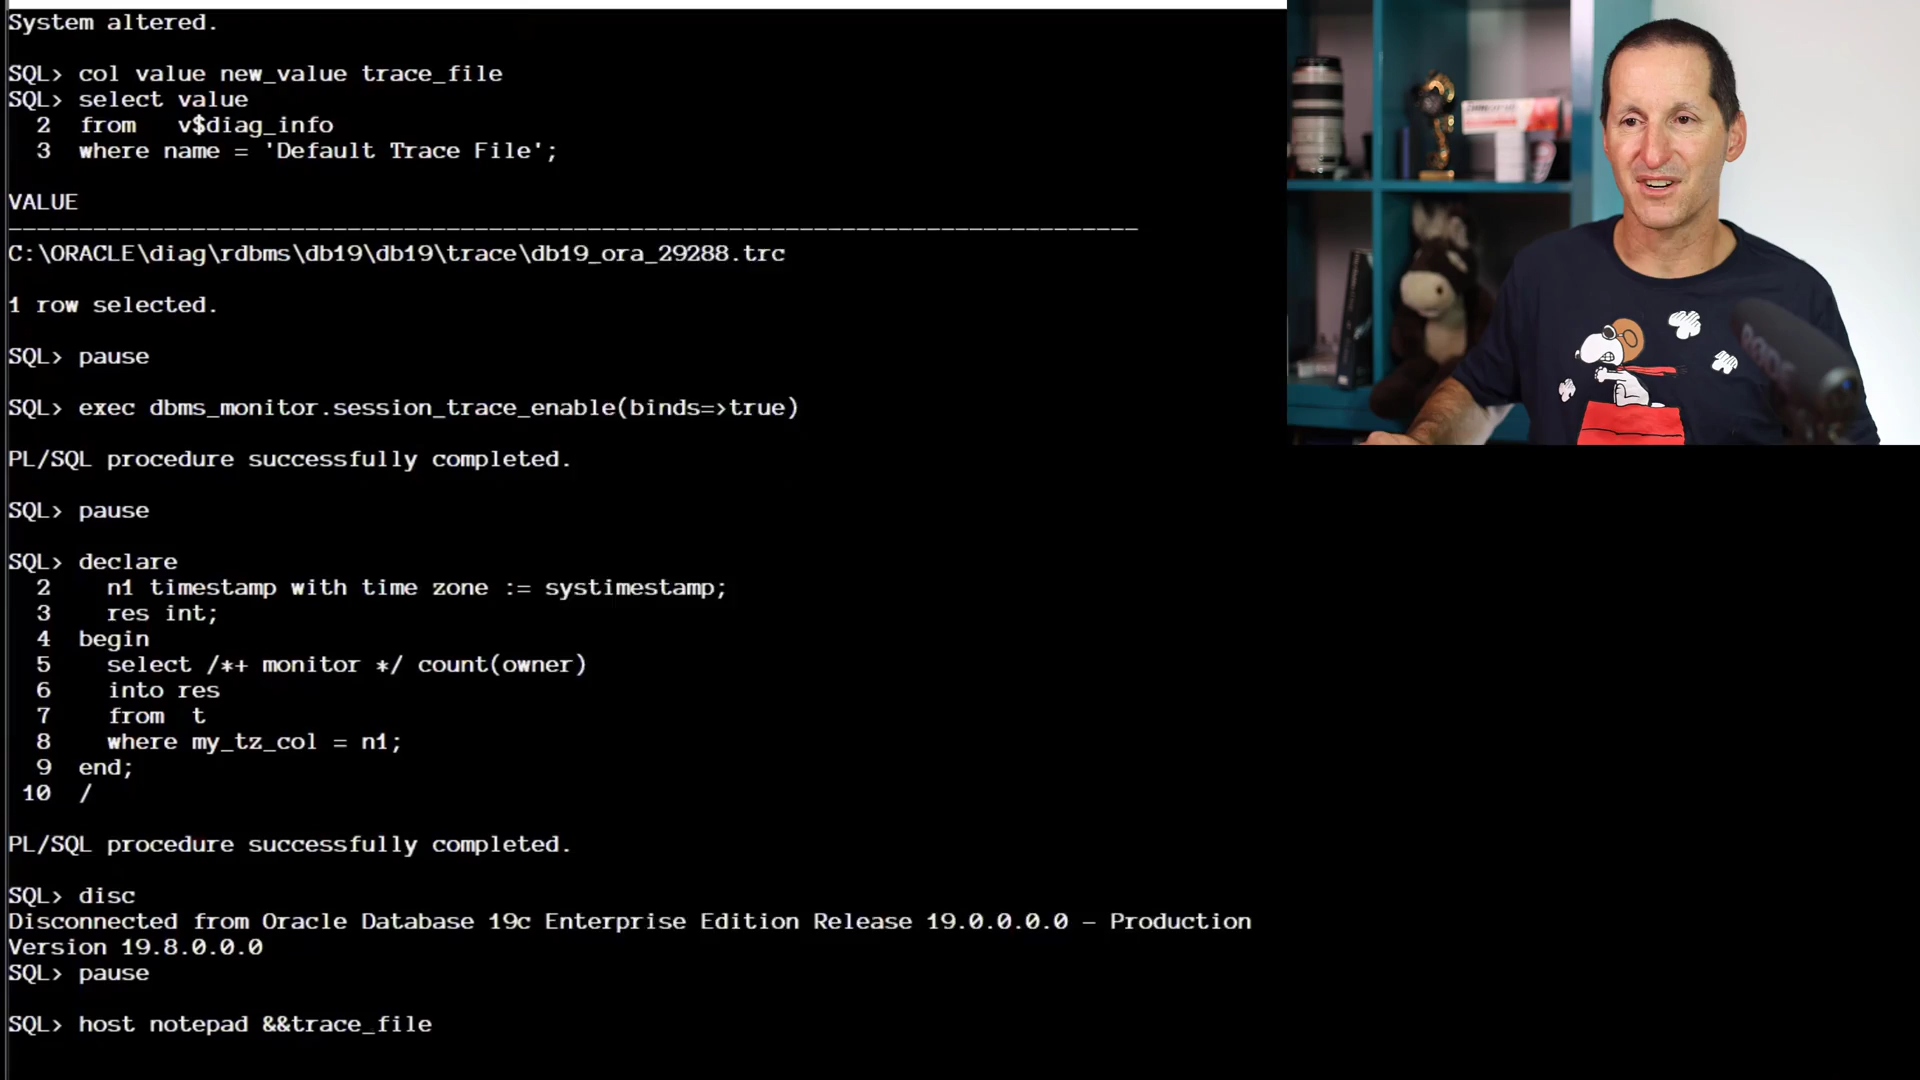 System altered.
SQL> col value new_value trace_file
SQL> select value
  2  from   v$diag_info
  3  where name = 'Default Trace File';
VALUE
--------------------------------------------------------------------------------
C:\ORACLE\diag\rdbms\db19\db19\trace\db19_ora_29288.trc
1 row selected.
SQL> pause
SQL> exec dbms_monitor.session_trace_enable(binds=>true)
PL/SQL procedure successfully completed.
SQL> pause
SQL> declare
  2    n1 timestamp with time zone := systimestamp;
  3    res int;
  4  begin
  5    select /*+ monitor */ count(owner)
  6    into res
  7    from  t
  8    where my_tz_col = n1;
  9  end;
 10  /
PL/SQL procedure successfully completed.
SQL> disc
Disconnected from Oracle Database 19c Enterprise Edition Release 19.0.0.0.0 - Production
Version 19.8.0.0.0
SQL> pause
SQL> host notepad &&trace_file